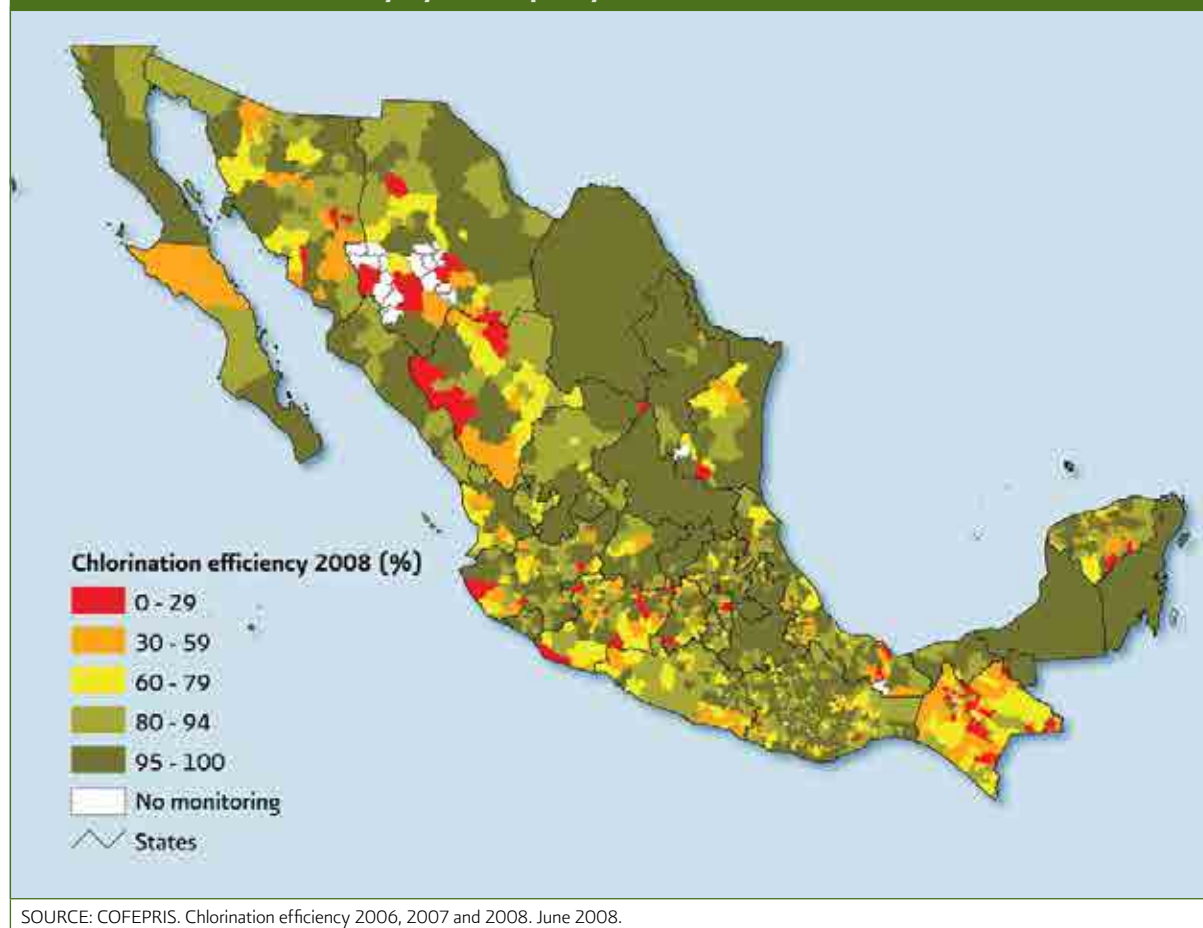 Chlorination efficiency 2008 (%)
0 - 29
30 - 59
60 - 79
80 - 94
95 - 100
No monitoring
States
SOURCE: COFEPRIS. Chlorination efficiency 2006, 2007 and 2008. June 2008.